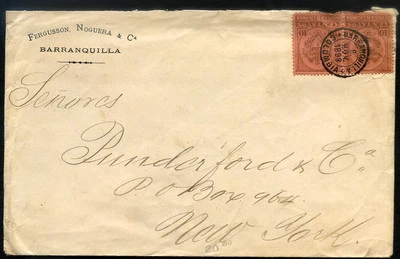 FERGUSSON, NOGUERA & Ca
BARRANQUILLA
Señores
Punderford & Ca
P.O Box 964
New York.